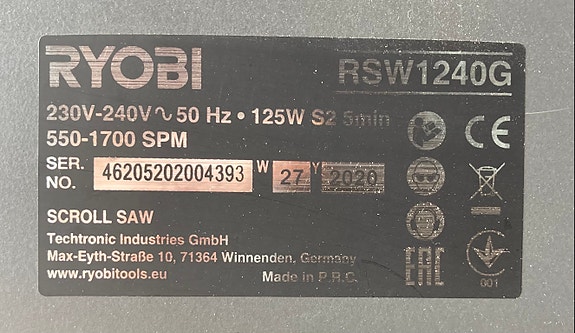 RYOBI RSW1240G
230V-240V ∿ 50 Hz • 125W S2 5min
550-1700 SPM
SER. NO. 46205202004393 W 27 Y 2020
SCROLL SAW
Techtronic Industries GmbH
Max-Eyth-Straße 10, 71364 Winnenden, Germany
www.ryobitools.eu Made in P.R.C.
CE
EAC
001